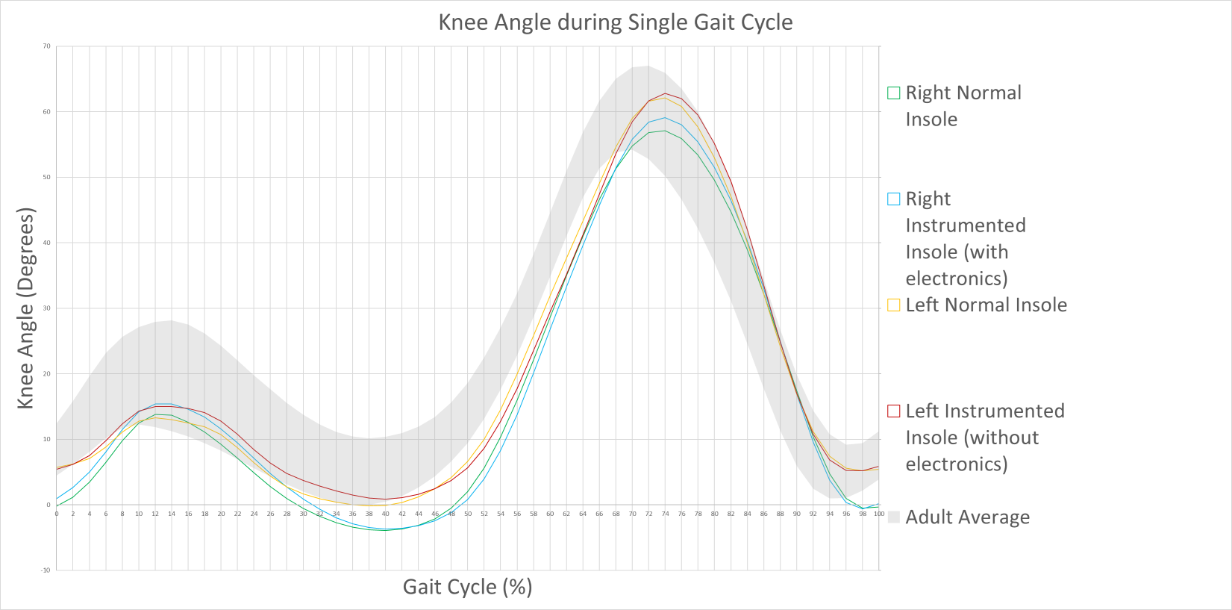 Knee Angle during Single Gait Cycle
70
60
50
40
30
20
10
0
-10
Knee Angle (Degrees)
0 2 4 6 8 10 12 14 16 18 20 22 24 26 28 30 32 34 36 38 40 42 44 46 48 50 52 54 56 58 60 62 64 66 68 70 72 74 76 78 80 82 84 86 88 90 92 94 96 98 100
Gait Cycle (%)
Right Normal
Insole
Right
Instrumented
Insole (with
electronics)
Left Normal Insole
Left Instrumented
Insole (without
electronics)
Adult Average